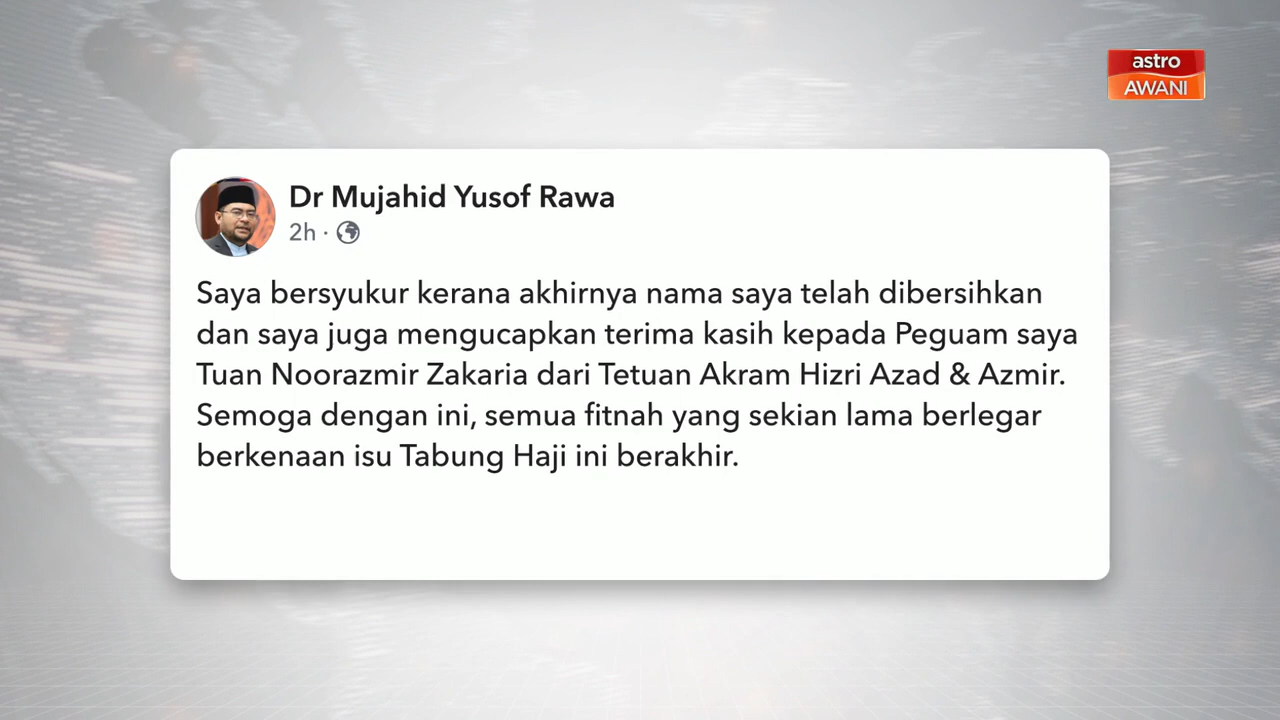 astro
AWANI
Dr Mujahid Yusof Rawa
2h ·
Saya bersyukur kerana akhirnya nama saya telah dibersihkan
dan saya juga mengucapkan terima kasih kepada Peguam saya
Tuan Noorazmir Zakaria dari Tetuan Akram Hizri Azad & Azmir.
Semoga dengan ini, semua fitnah yang sekian lama berlegar
berkenaan isu Tabung Haji ini berakhir.